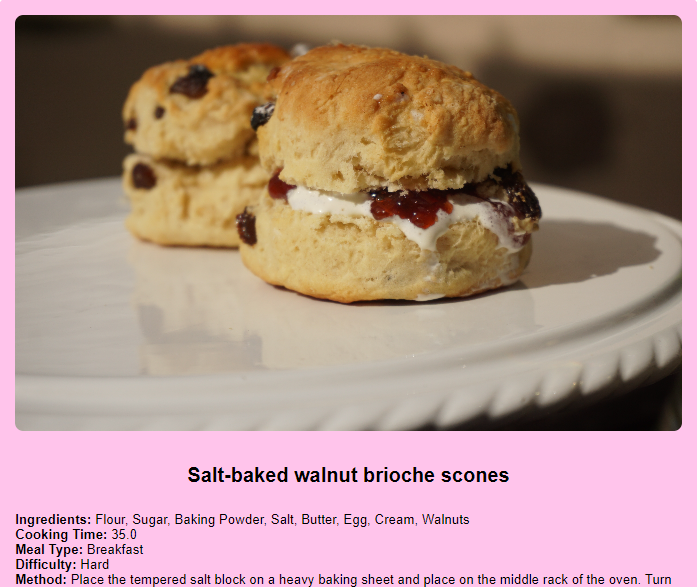 Salt-baked walnut brioche scones
Ingredients: Flour, Sugar, Baking Powder, Salt, Butter, Egg, Cream, Walnuts
Cooking Time: 35.0
Meal Type: Breakfast
Difficulty: Hard
Method: Place the tempered salt block on a heavy baking sheet and place on the middle rack of the oven. Turn